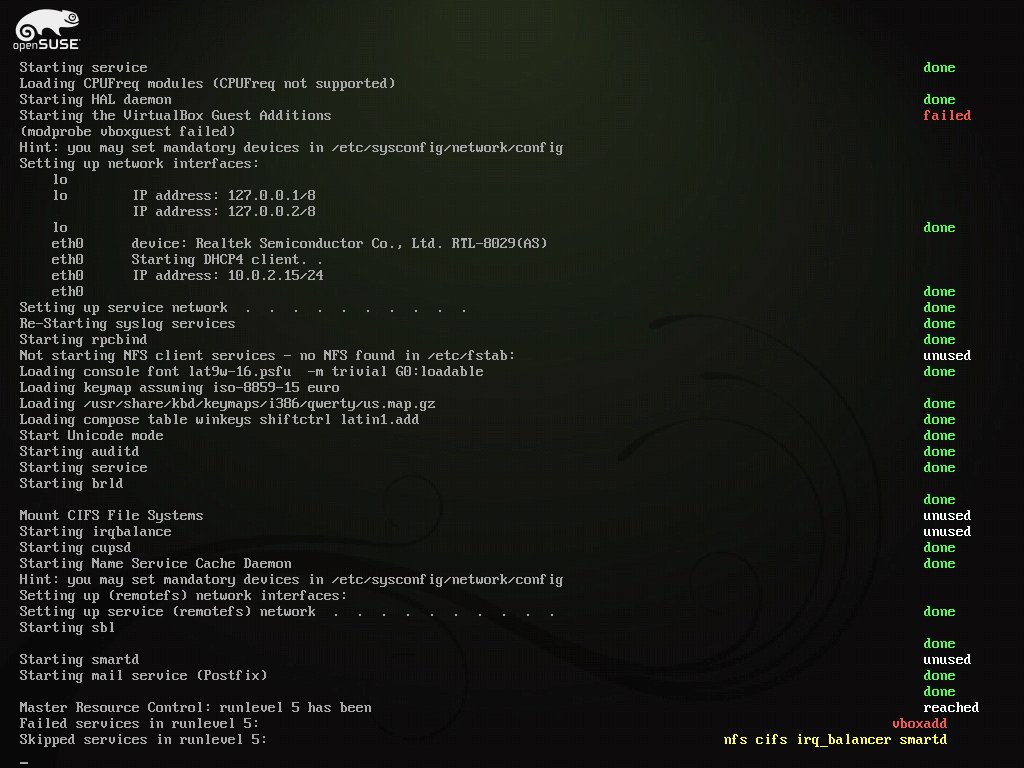 openSUSE
Starting service done
Loading CPUFreq modules (CPUFreq not supported)
Starting HAL daemon done
Starting the VirtualBox Guest Additions failed
(modprobe vboxguest failed)
Hint: you may set mandatory devices in /etc/sysconfig/network/config
Setting up network interfaces:
lo
lo IP address: 127.0.0.1/8
IP address: 127.0.0.2/8
lo done
eth0 device: Realtek Semiconductor Co., Ltd. RTL-8029(AS)
eth0 Starting DHCP4 client. .
eth0 IP address: 10.0.2.15/24
eth0 done
Setting up service network . . . . . . . . . . done
Re-Starting syslog services done
Starting rpcbind done
Not starting NFS client services - no NFS found in /etc/fstab: unused
Loading console font lat9w-16.psfu -m trivial G0:loadable done
Loading keymap assuming iso-8859-15 euro
Loading /usr/share/kbd/keymaps/i386/qwerty/us.map.gz done
Loading compose table winkeys shiftctrl latin1.add done
Start Unicode mode done
Starting auditd done
Starting service done
Starting brld
done
Mount CIFS File Systems unused
Starting irqbalance unused
Starting cupsd done
Starting Name Service Cache Daemon done
Hint: you may set mandatory devices in /etc/sysconfig/network/config
Setting up (remotefs) network interfaces:
Setting up service (remotefs) network . . . . . . . . . . done
Starting sbl
done
Starting smartd unused
Starting mail service (Postfix) done
done
Master Resource Control: runlevel 5 has been reached
Failed services in runlevel 5: vboxadd
Skipped services in runlevel 5: nfs cifs irq_balancer smartd
_